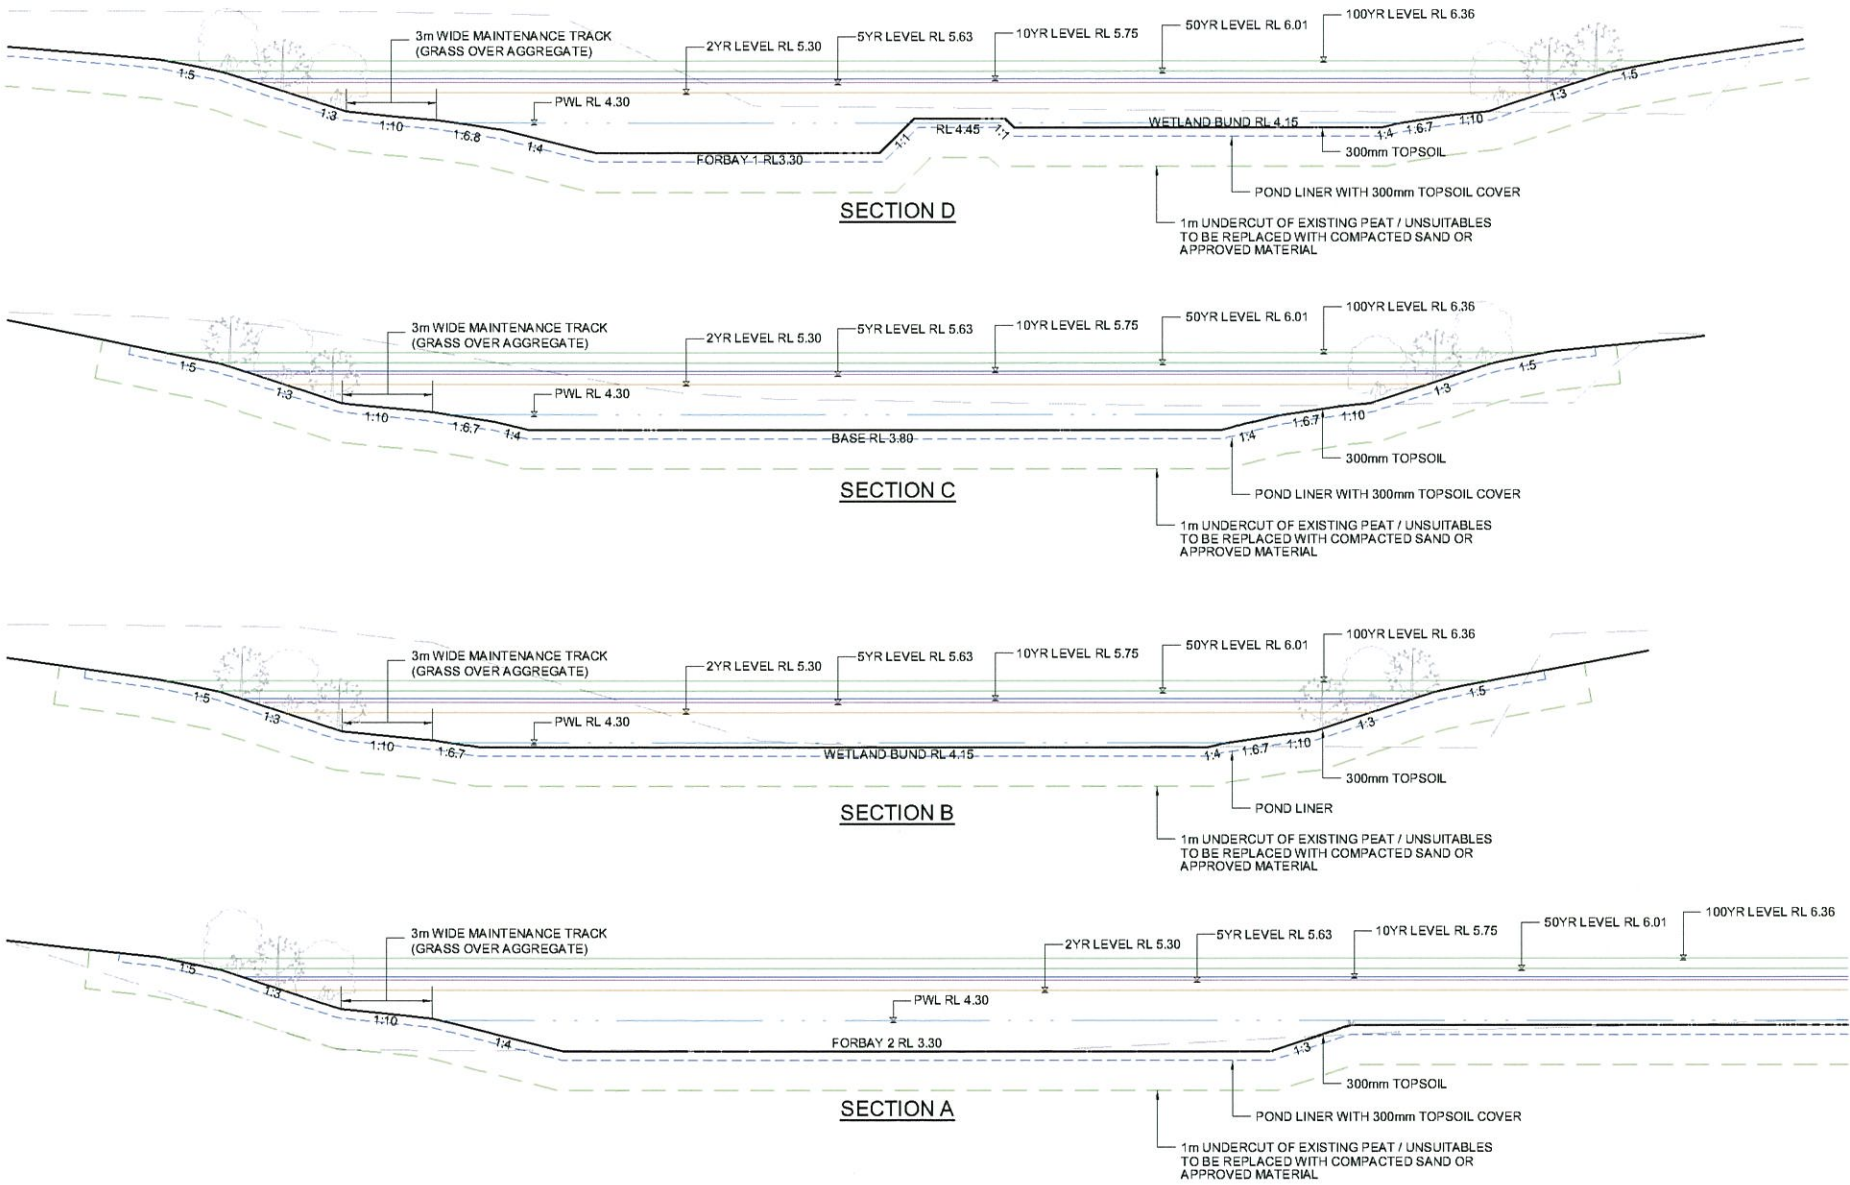 3m WIDE MAINTENANCE TRACK
(GRASS OVER AGGREGATE)
2YR LEVEL RL 5.30
5YR LEVEL RL 5.63
10YR LEVEL RL 5.75
50YR LEVEL RL 6.01
100YR LEVEL RL 6.36
PWL RL 4.30
1:5
1:3
1:10
1.6.8
1:4
FORBAY 1 RL3.30
1:1
RL 4.45
1:1
WETLAND BUND RL 4.15
1:4
1.6.7
1:10
1:3
1:5
300mm TOPSOIL
POND LINER WITH 300mm TOPSOIL COVER
1m UNDERCUT OF EXISTING PEAT / UNSUITABLES
TO BE REPLACED WITH COMPACTED SAND OR
APPROVED MATERIAL
SECTION D
3m WIDE MAINTENANCE TRACK
(GRASS OVER AGGREGATE)
2YR LEVEL RL 5.30
5YR LEVEL RL 5.63
10YR LEVEL RL 5.75
50YR LEVEL RL 6.01
100YR LEVEL RL 6.36
PWL RL 4.30
1:5
1:3
1:10
1.6.7
1:4
BASE RL 3.80
1:4
1.6.7
1:10
1:3
1:5
300mm TOPSOIL
POND LINER WITH 300mm TOPSOIL COVER
1m UNDERCUT OF EXISTING PEAT / UNSUITABLES
TO BE REPLACED WITH COMPACTED SAND OR
APPROVED MATERIAL
SECTION C
3m WIDE MAINTENANCE TRACK
(GRASS OVER AGGREGATE)
2YR LEVEL RL 5.30
5YR LEVEL RL 5.63
10YR LEVEL RL 5.75
50YR LEVEL RL 6.01
100YR LEVEL RL 6.36
PWL RL 4.30
1:5
1:3
1:10
1.6.7
WETLAND BUND RL 4.15
1:4
1.6.7
1:10
1:3
1:5
300mm TOPSOIL
POND LINER
1m UNDERCUT OF EXISTING PEAT / UNSUITABLES
TO BE REPLACED WITH COMPACTED SAND OR
APPROVED MATERIAL
SECTION B
3m WIDE MAINTENANCE TRACK
(GRASS OVER AGGREGATE)
2YR LEVEL RL 5.30
5YR LEVEL RL 5.63
10YR LEVEL RL 5.75
50YR LEVEL RL 6.01
100YR LEVEL RL 6.36
PWL RL 4.30
1:5
1:3
1:10
1:4
FORBAY 2 RL 3.30
1:3
300mm TOPSOIL
POND LINER WITH 300mm TOPSOIL COVER
1m UNDERCUT OF EXISTING PEAT / UNSUITABLES
TO BE REPLACED WITH COMPACTED SAND OR
APPROVED MATERIAL
SECTION A